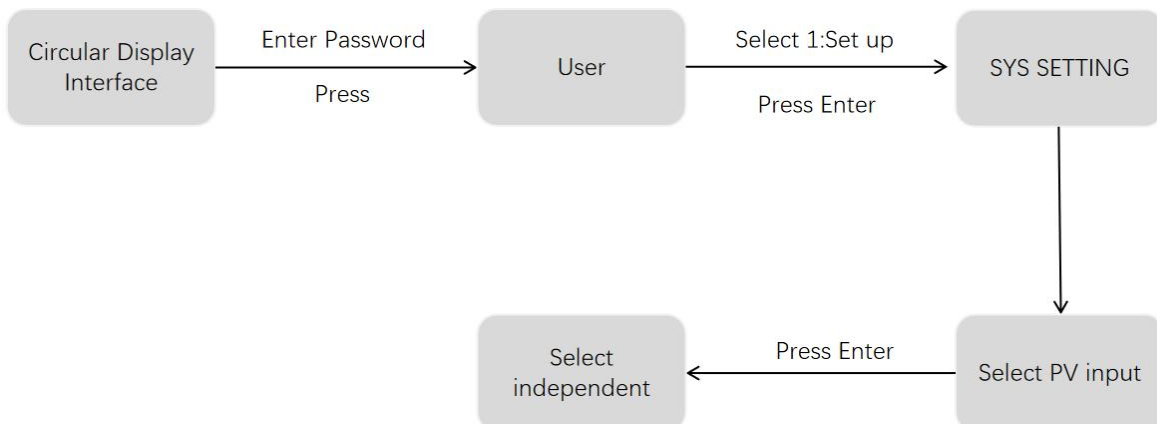 Circular Display
Interface
Enter Password
Press
User
Select 1:Set up
Press Enter
SYS SETTING
Select PV input
Press Enter
Select
independent